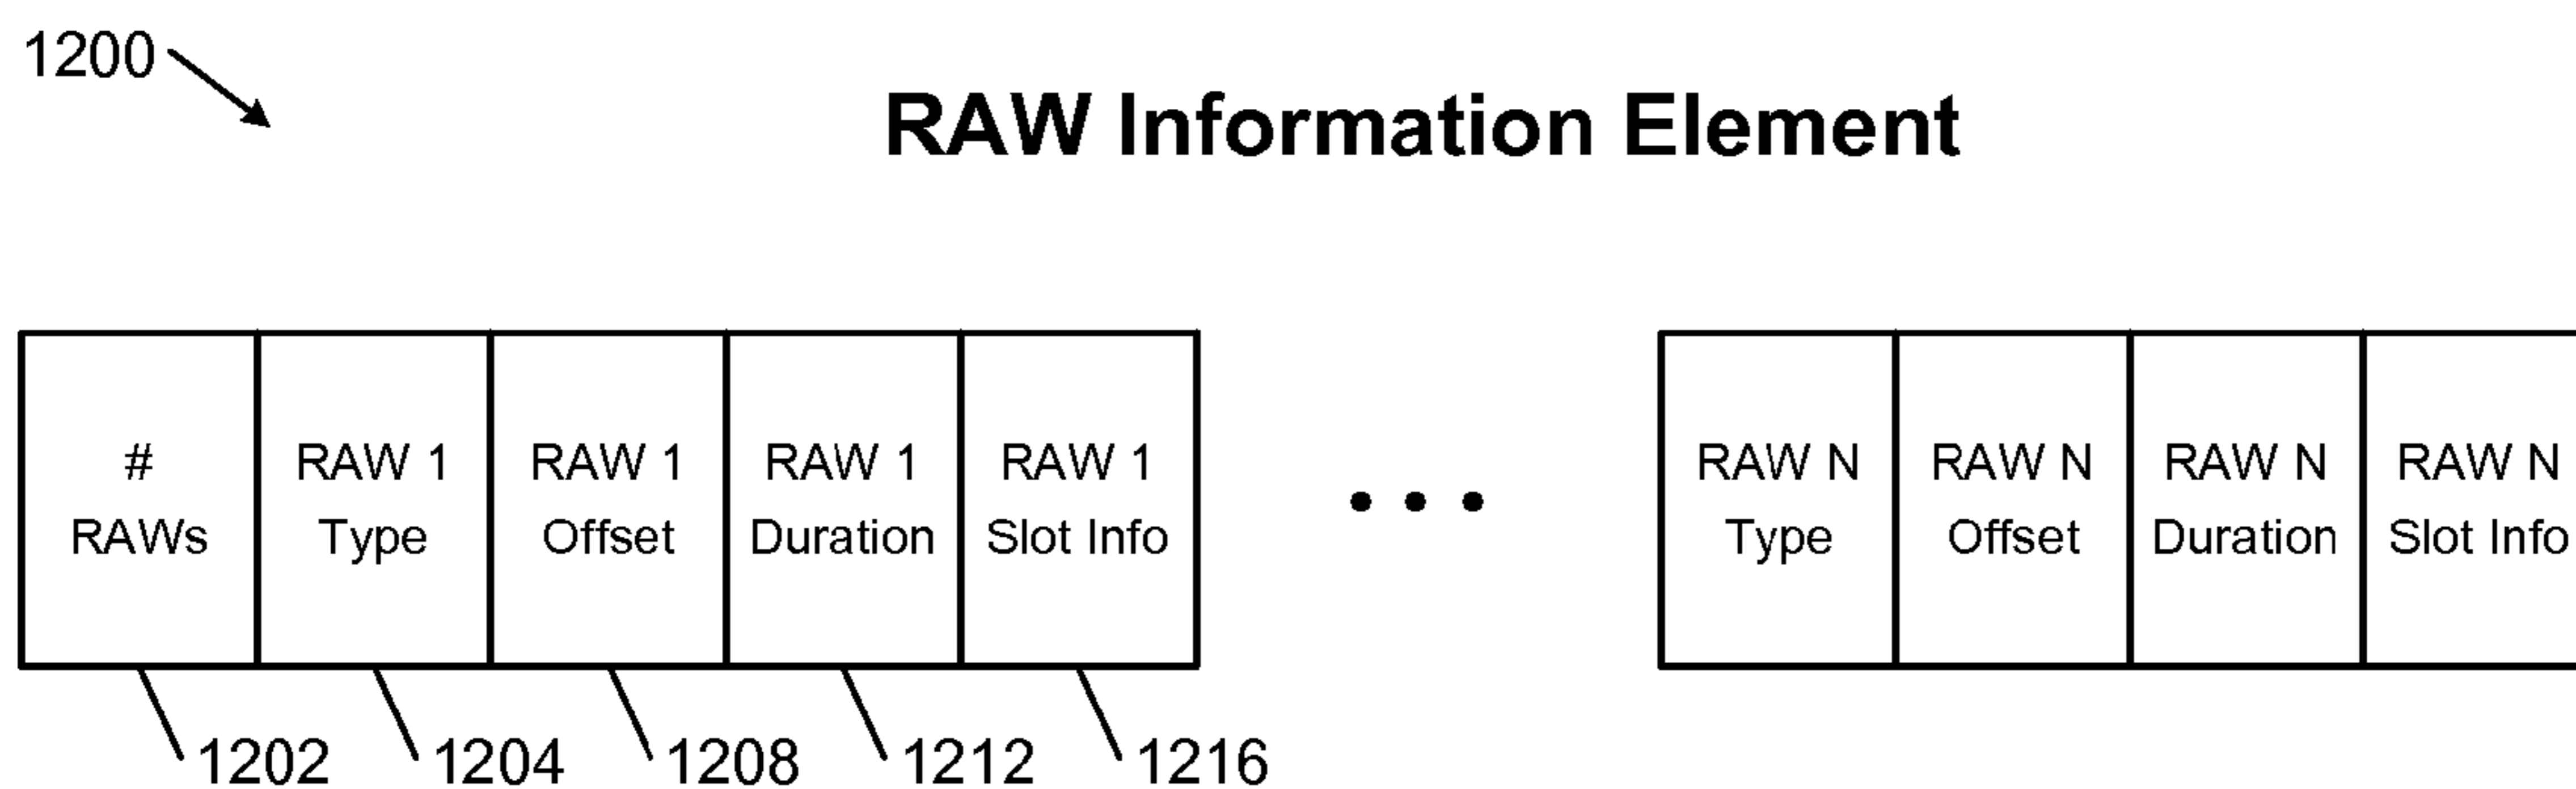 1200
RAW Information Element
#
RAWs
RAW 1
Type
RAW 1
Offset
RAW 1
Duration
RAW 1
Slot Info
RAW N
Type
RAW N
Offset
RAW N
Duration
RAW N
Slot Info
1202
1204
1208
1212
1216